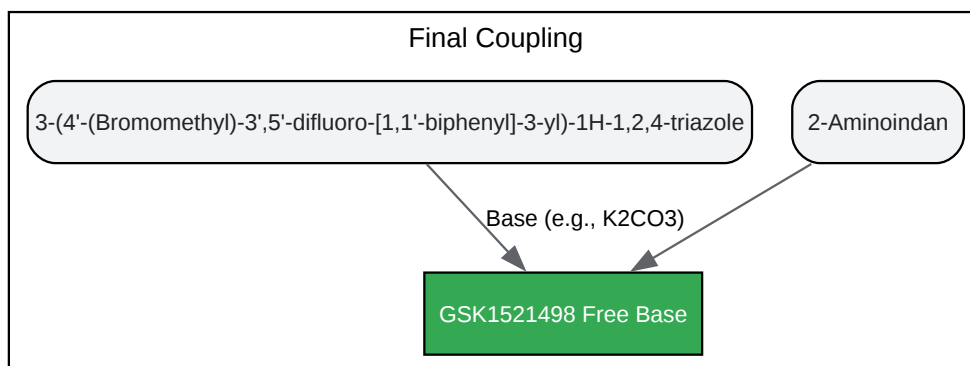 Final Coupling
3-(4'-(Bromomethyl)-3',5'-difluoro-[1,1'-biphenyl]-3-yl)-1H-1,2,4-triazole
2-Aminoindan
Base (e.g., K2CO3)
GSK1521498 Free Base